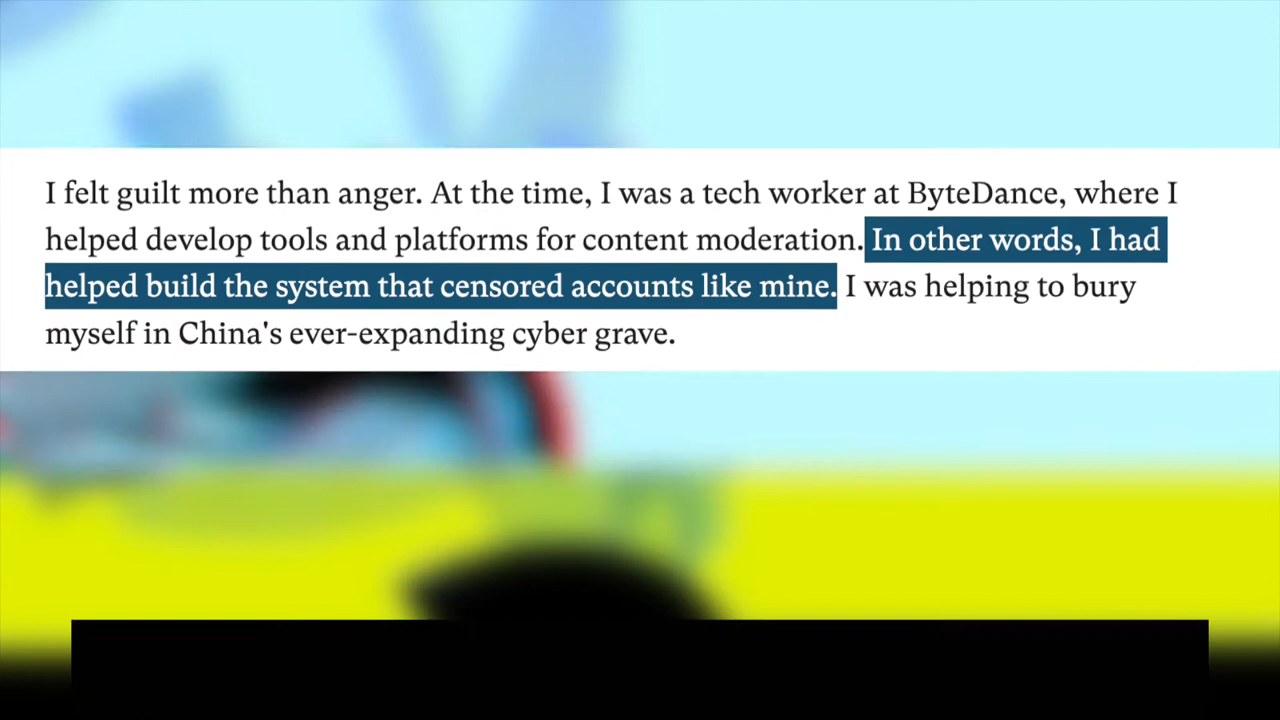 I felt guilt more than anger. At the time, I was a tech worker at ByteDance, where I
helped develop tools and platforms for content moderation. In other words, I had
helped build the system that censored accounts like mine. I was helping to bury
myself in China's ever-expanding cyber grave.